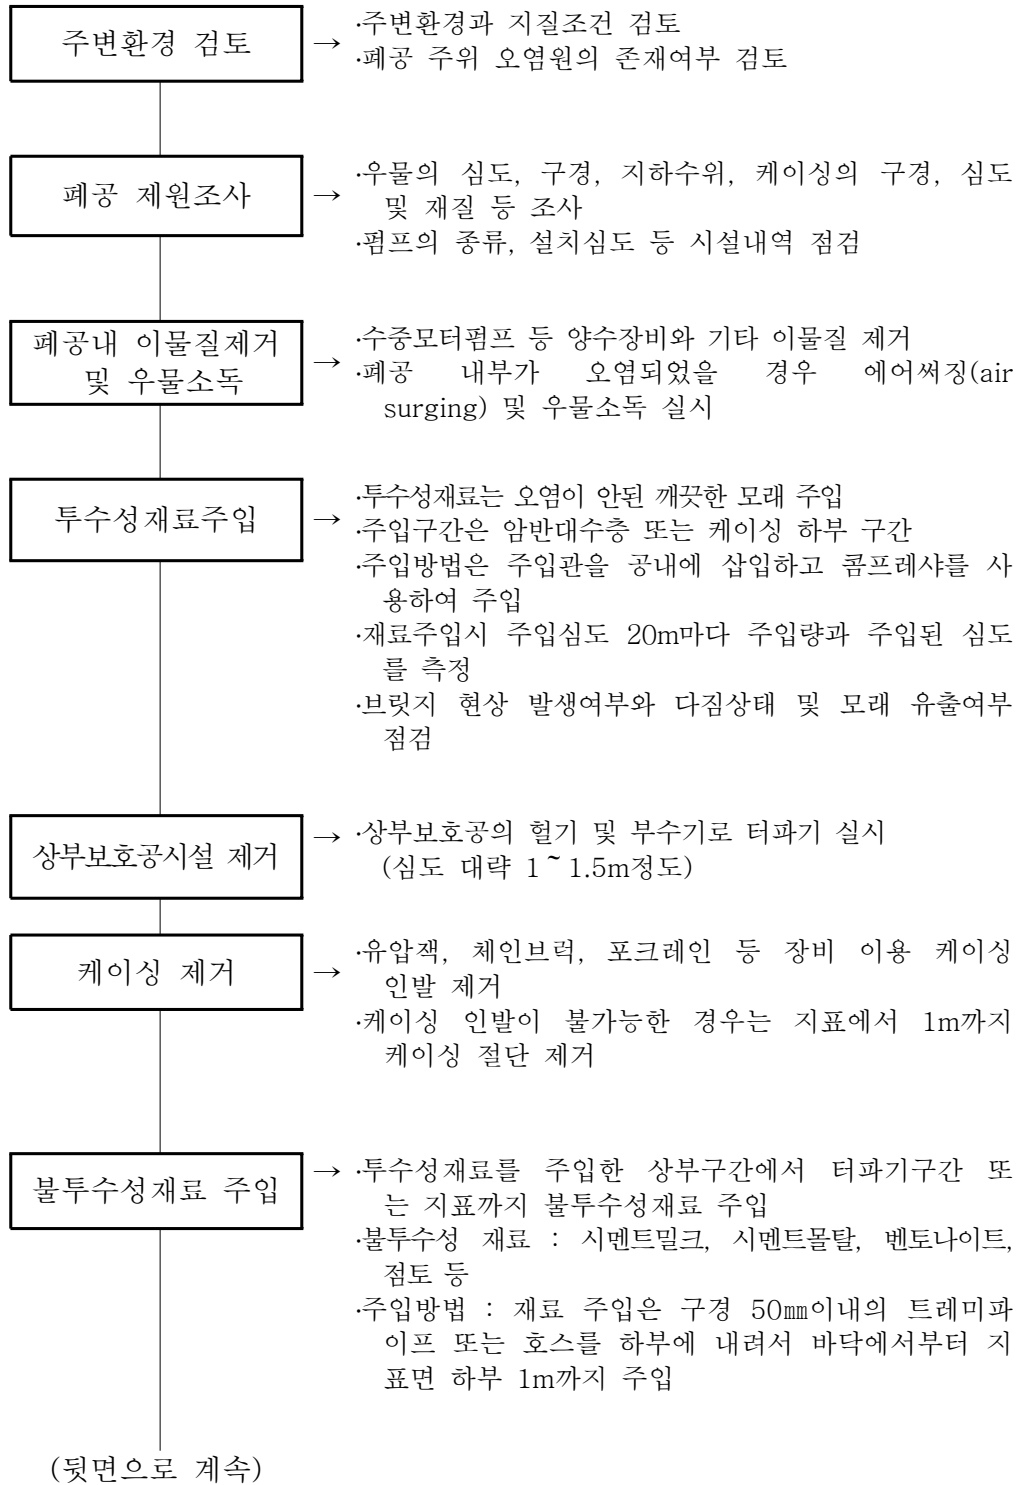 주변환경 검토
→ ·주변환경과 지질조건 검토
·폐공 주위 오염원의 존재여부 검토
폐공 제원조사
→ ·우물의 심도, 구경, 지하수위, 케이싱의 구경, 심도
및 재질 등 조사
·펌프의 종류, 설치심도 등 시설내역 점검
폐공내 이물질제거
및 우물소독
→ ·수중모터펌프 등 양수장비와 기타 이물질 제거
·폐공 내부가 오염되었을 경우 에어써징(air
surging) 및 우물소독 실시
투수성재료주입
→ ·투수성재료는 오염이 안된 깨끗한 모래 주입
·주입구간은 암반대수층 또는 케이싱 하부 구간
·주입방법은 주입관을 공내에 삽입하고 콤프레샤를 사
용하여 주입
·재료주입시 주입심도 20m마다 주입량과 주입된 심도
를 측정
·브릿지 현상 발생여부와 다짐상태 및 모래 유출여부
점검
상부보호공시설 제거
→ ·상부보호공의 헐기 및 부수기로 터파기 실시
(심도 대략 1~1.5m정도)
케이싱 제거
→ ·유압잭, 체인브럭, 포크레인 등 장비 이용 케이싱
인발 제거
·케이싱 인발이 불가능한 경우는 지표에서 1m까지
케이싱 절단 제거
불투수성재료 주입
→ ·투수성재료를 주입한 상부구간에서 터파기구간 또
는 지표까지 불투수성재료 주입
·불투수성 재료 : 시멘트밀크, 시멘트몰탈, 벤토나이트,
점토 등
·주입방법 : 재료 주입은 구경 50㎜이내의 트레미파
이프 또는 호스를 하부에 내려서 바닥에서부터 지
표면 하부 1m까지 주입
(뒷면으로 계속)